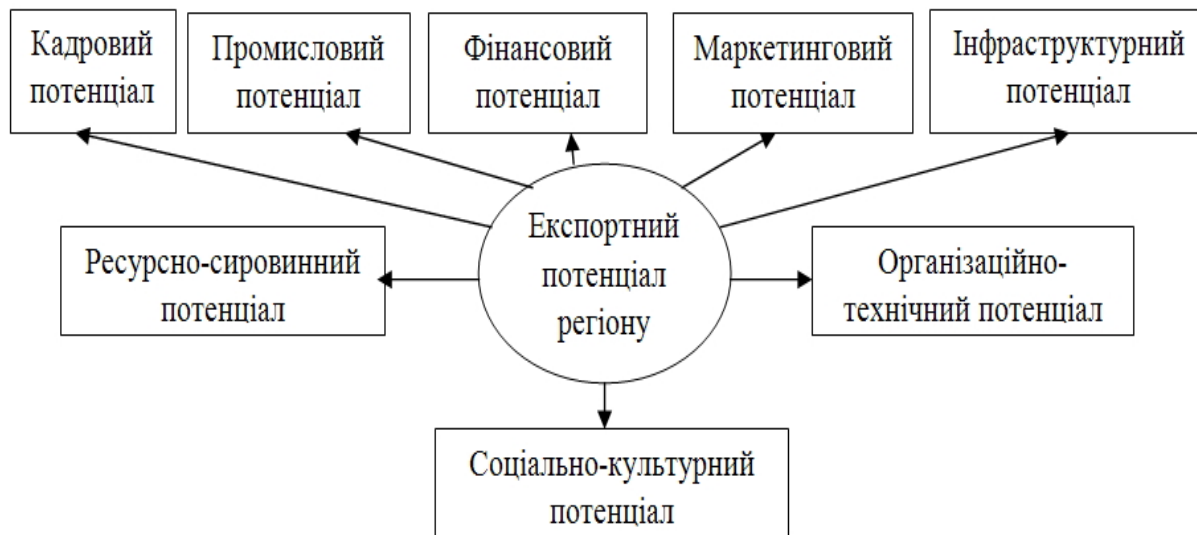 Кадровий
потенціал
Промисловий
потенціал
Фінансовий
потенціал
Маркетинговий
потенціал
Інфраструктурний
потенціал
Експортний
потенціал
регіону
Ресурсно-сировинний
потенціал
Організаційно-
технічний потенціал
Соціально-культурний
потенціал